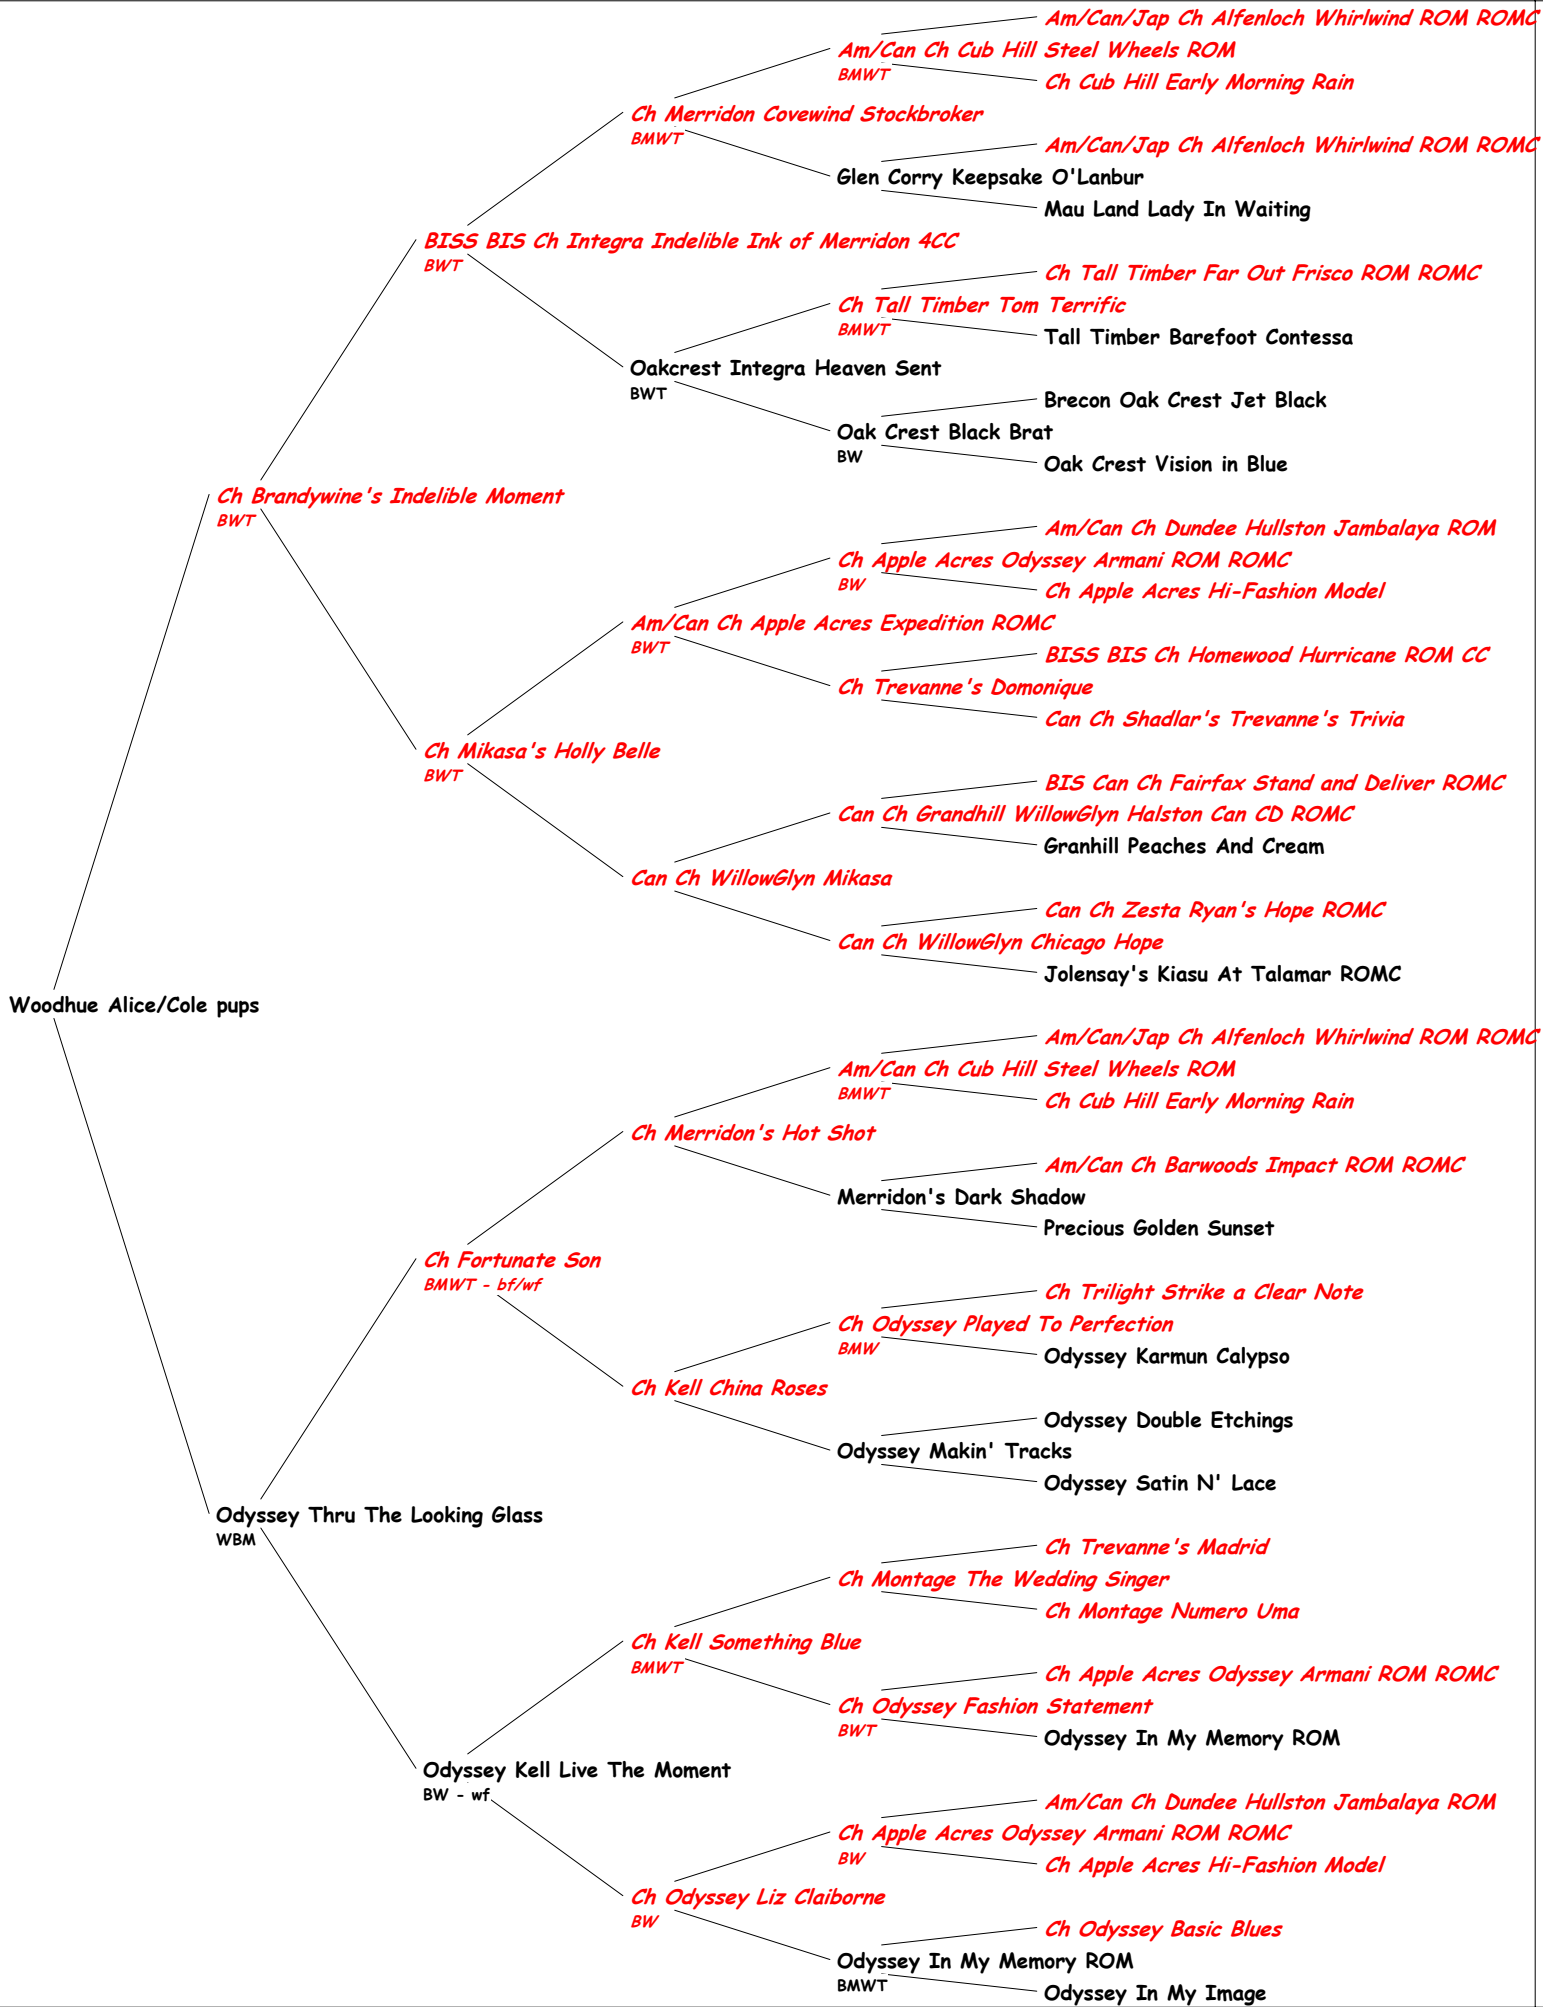 Am/Can/Jap Ch Alfenloch Whirlwind ROM ROMC
Am/Can Ch Cub Hill Steel Wheels ROM
BMWT
Ch Cub Hill Early Morning Rain
Ch Merridon Covewind Stockbroker
BMWT
Am/Can/Jap Ch Alfenloch Whirlwind ROM ROMC
Glen Corry Keepsake O'Lanbur
Mau Land Lady In Waiting
BISS BIS Ch Integra Indelible Ink of Merridon 4CC
BWT
Ch Tall Timber Far Out Frisco ROM ROMC
Ch Tall Timber Tom Terrific
BMWT
Tall Timber Barefoot Contessa
Oakcrest Integra Heaven Sent
BWT
Brecon Oak Crest Jet Black
Oak Crest Black Brat
BW
Oak Crest Vision in Blue
Ch Brandywine's Indelible Moment
BWT
Am/Can Ch Dundee Hullston Jambalaya ROM
Ch Apple Acres Odyssey Armani ROM ROMC
BW
Ch Apple Acres Hi-Fashion Model
Am/Can Ch Apple Acres Expedition ROMC
BWT
BISS BIS Ch Homewood Hurricane ROM CC
Ch Trevanne's Domonique
Can Ch Shadlar's Trevanne's Trivia
Ch Mikasa's Holly Belle
BWT
BIS Can Ch Fairfax Stand and Deliver ROMC
Can Ch Grandhill WillowGlyn Halston Can CD ROMC
Granhill Peaches And Cream
Can Ch WillowGlyn Mikasa
Can Ch Zesta Ryan's Hope ROMC
Can Ch WillowGlyn Chicago Hope
Jolensay's Kiasu At Talamar ROMC
Woodhue Alice/Cole pups
Am/Can/Jap Ch Alfenloch Whirlwind ROM ROMC
Am/Can Ch Cub Hill Steel Wheels ROM
BMWT
Ch Cub Hill Early Morning Rain
Ch Merridon's Hot Shot
Am/Can Ch Barwoods Impact ROM ROMC
Merridon's Dark Shadow
Precious Golden Sunset
Ch Fortunate Son
BMWT - bf/wf
Ch Trilight Strike a Clear Note
Ch Odyssey Played To Perfection
BMW
Odyssey Karmun Calypso
Ch Kell China Roses
Odyssey Double Etchings
Odyssey Makin' Tracks
Odyssey Satin N' Lace
Odyssey Thru The Looking Glass
WBM
Ch Trevanne's Madrid
Ch Montage The Wedding Singer
Ch Montage Numero Uma
Ch Kell Something Blue
BMWT
Ch Apple Acres Odyssey Armani ROM ROMC
Ch Odyssey Fashion Statement
BWT
Odyssey In My Memory ROM
Odyssey Kell Live The Moment
BW - wf
Am/Can Ch Dundee Hullston Jambalaya ROM
Ch Apple Acres Odyssey Armani ROM ROMC
BW
Ch Apple Acres Hi-Fashion Model
Ch Odyssey Liz Claiborne
BW
Ch Odyssey Basic Blues
Odyssey In My Memory ROM
BMWT
Odyssey In My Image